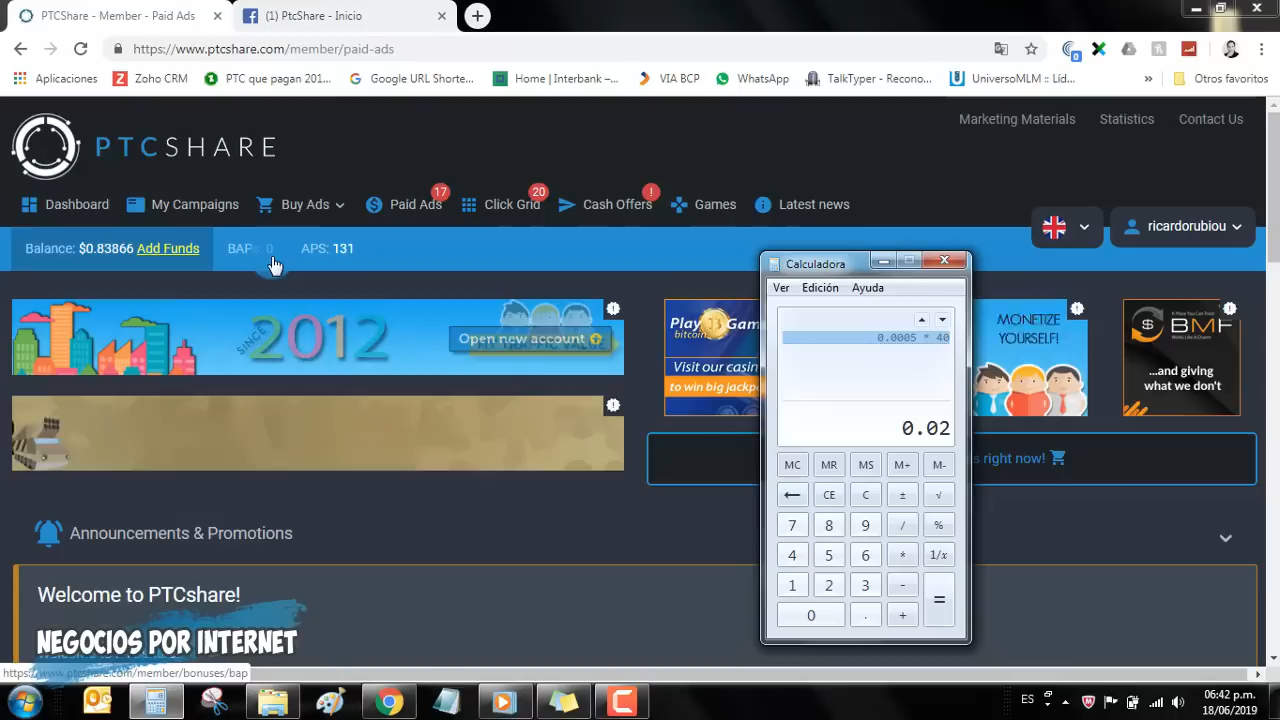 PTCShare - Member - Paid Ads
(1) PtcShare - Inicio
https://www.ptcshare.com/member/paid-ads
Aplicaciones
Zoho CRM
PTC que pagan 201...
Google URL Shorte...
Home | Interbank –...
VIA BCP
WhatsApp
TalkTyper - Recono...
UniversoMLM :: Líd...
»
Otros favoritos
PTCSHARE
Marketing Materials
Statistics
Contact Us
Dashboard
My Campaigns
Buy Ads
Paid Ads
17
Click Grid
20
Cash Offers
!
Games
Latest news
ricardorubiou
Balance: $0.83866 Add Funds
BAP: 0
APS: 131
SINCE 2012
Open new account
Visit our casin
to win big jackp
MONETIZE
YOURSELF!
BMF
...and giving
what we don't
s right now!
Calculadora
Ver Edición Ayuda
0.0005 * 40
0.02
MC MR MS M+ M-
← CE C ± √
7 8 9 / %
4 5 6 * 1/x
1 2 3 - =
0 . +
Announcements & Promotions
Welcome to PTCshare!
NEGOCIOS POR INTERNET
https://www.ptcshare.com/member/bonuses/bap
ES
06:42 p.m.
18/06/2019